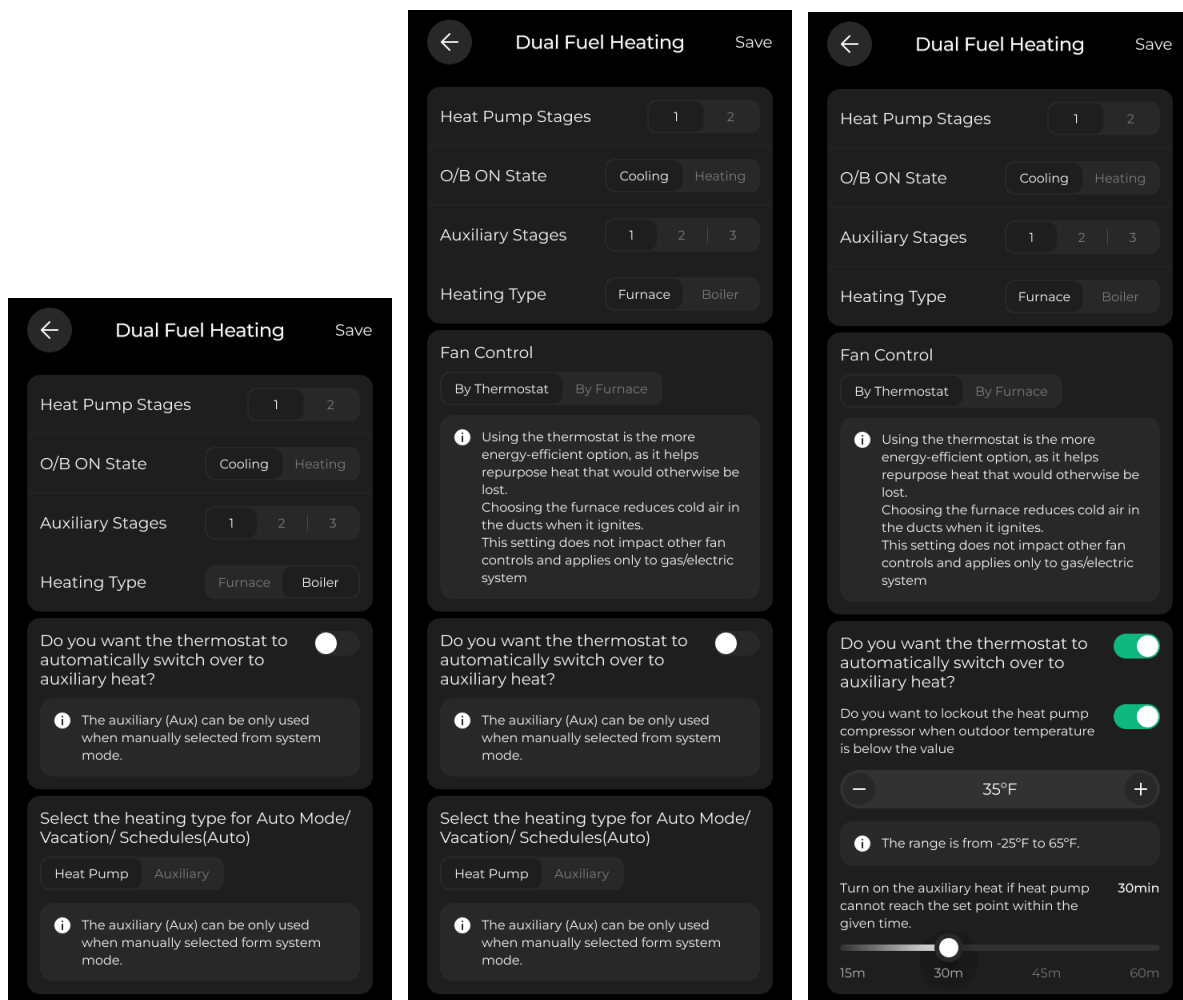 Dual Fuel Heating Save
Heat Pump Stages 1 2
O/B ON State Cooling Heating
Auxiliary Stages 1 2 3
Heating Type Furnace Boiler
Do you want the thermostat to
automatically switch over to
auxiliary heat?
The auxiliary (Aux) can be only used
when manually selected from system
mode.
Select the heating type for Auto Mode/
Vacation/ Schedules(Auto)
Heat Pump Auxiliary
The auxiliary (Aux) can be only used
when manually selected form system
mode.
Dual Fuel Heating Save
Heat Pump Stages 1 2
O/B ON State Cooling Heating
Auxiliary Stages 1 2 3
Heating Type Furnace Boiler
Fan Control
By Thermostat By Furnace
Using the thermostat is the more
energy-efficient option, as it helps
repurpose heat that would otherwise be
lost.
Choosing the furnace reduces cold air in
the ducts when it ignites.
This setting does not impact other fan
controls and applies only to gas/electric
system
Do you want the thermostat to
automatically switch over to
auxiliary heat?
The auxiliary (Aux) can be only used
when manually selected from system
mode.
Select the heating type for Auto Mode/
Vacation/ Schedules(Auto)
Heat Pump Auxiliary
The auxiliary (Aux) can be only used
when manually selected form system
mode.
Dual Fuel Heating Save
Heat Pump Stages 1 2
O/B ON State Cooling Heating
Auxiliary Stages 1 2 3
Heating Type Furnace Boiler
Fan Control
By Thermostat By Furnace
Using the thermostat is the more
energy-efficient option, as it helps
repurpose heat that would otherwise be
lost.
Choosing the furnace reduces cold air in
the ducts when it ignites.
This setting does not impact other fan
controls and applies only to gas/electric
system
Do you want the thermostat to
automatically switch over to
auxiliary heat?
Do you want to lockout the heat pump
compressor when outdoor temperature
is below the value
35°F
The range is from -25°F to 65°F.
Turn on the auxiliary heat if heat pump 30min
cannot reach the set point within the
given time.
15m 30m 45m 60m